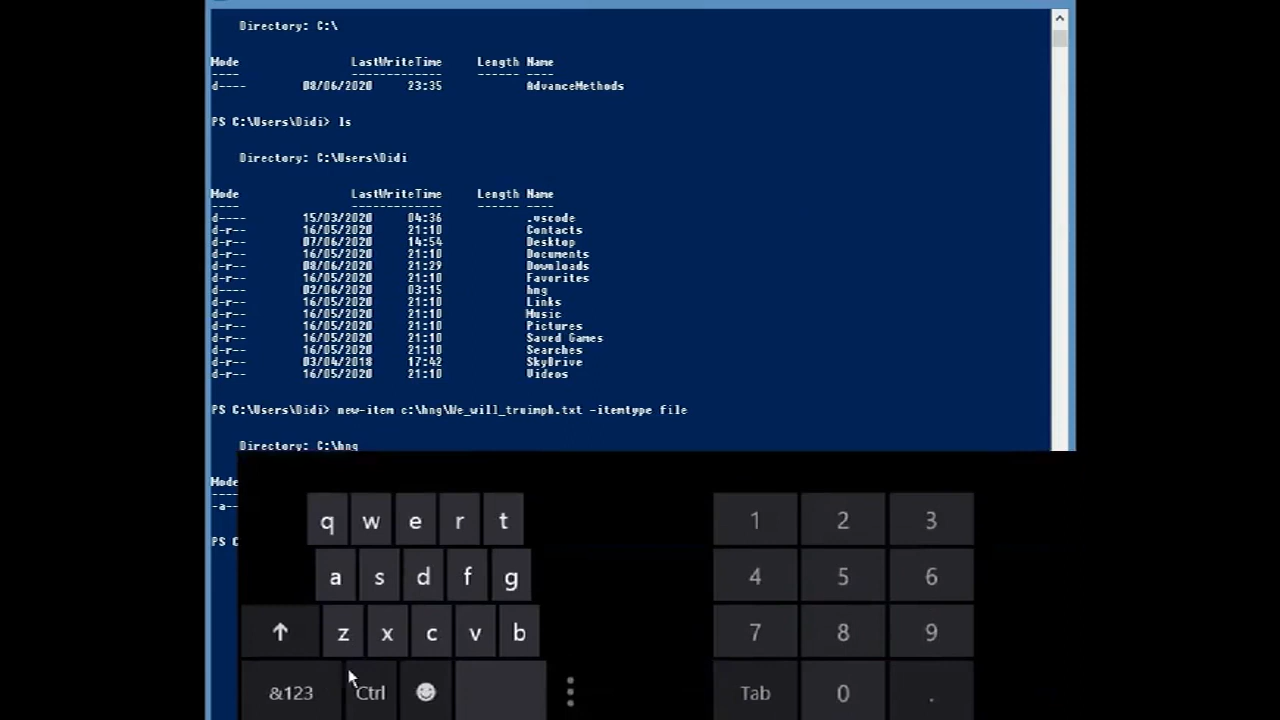 Directory: C:\
Mode LastWriteTime Length Name
---- ------------- ------ ----
d---- 08/06/2020 23:35 AdvanceMethods
PS C:\Users\Didi> ls
Directory: C:\Users\Didi
Mode LastWriteTime Length Name
---- ------------- ------ ----
d---- 15/03/2020 04:36 .vscode
d-r-- 16/05/2020 21:10 Contacts
d-r-- 07/06/2020 14:54 Desktop
d-r-- 16/05/2020 21:10 Documents
d-r-- 08/06/2020 21:29 Downloads
d-r-- 16/05/2020 21:10 Favorites
d---- 02/06/2020 03:15 hng
d-r-- 16/05/2020 21:10 Links
d-r-- 16/05/2020 21:10 Music
d-r-- 16/05/2020 21:10 Pictures
d-r-- 16/05/2020 21:10 Saved Games
d-r-- 16/05/2020 21:10 Searches
d-r-- 03/04/2018 17:42 SkyDrive
d-r-- 16/05/2020 21:10 Videos
PS C:\Users\Didi> new-item c:\hng\We_will_truimph.txt -itemtype file
Directory: C:\hng
Mode
----
-a--
PS C
q w e r t 1 2 3
a s d f g 4 5 6
z x c v b 7 8 9
&123 Ctrl Tab 0 .